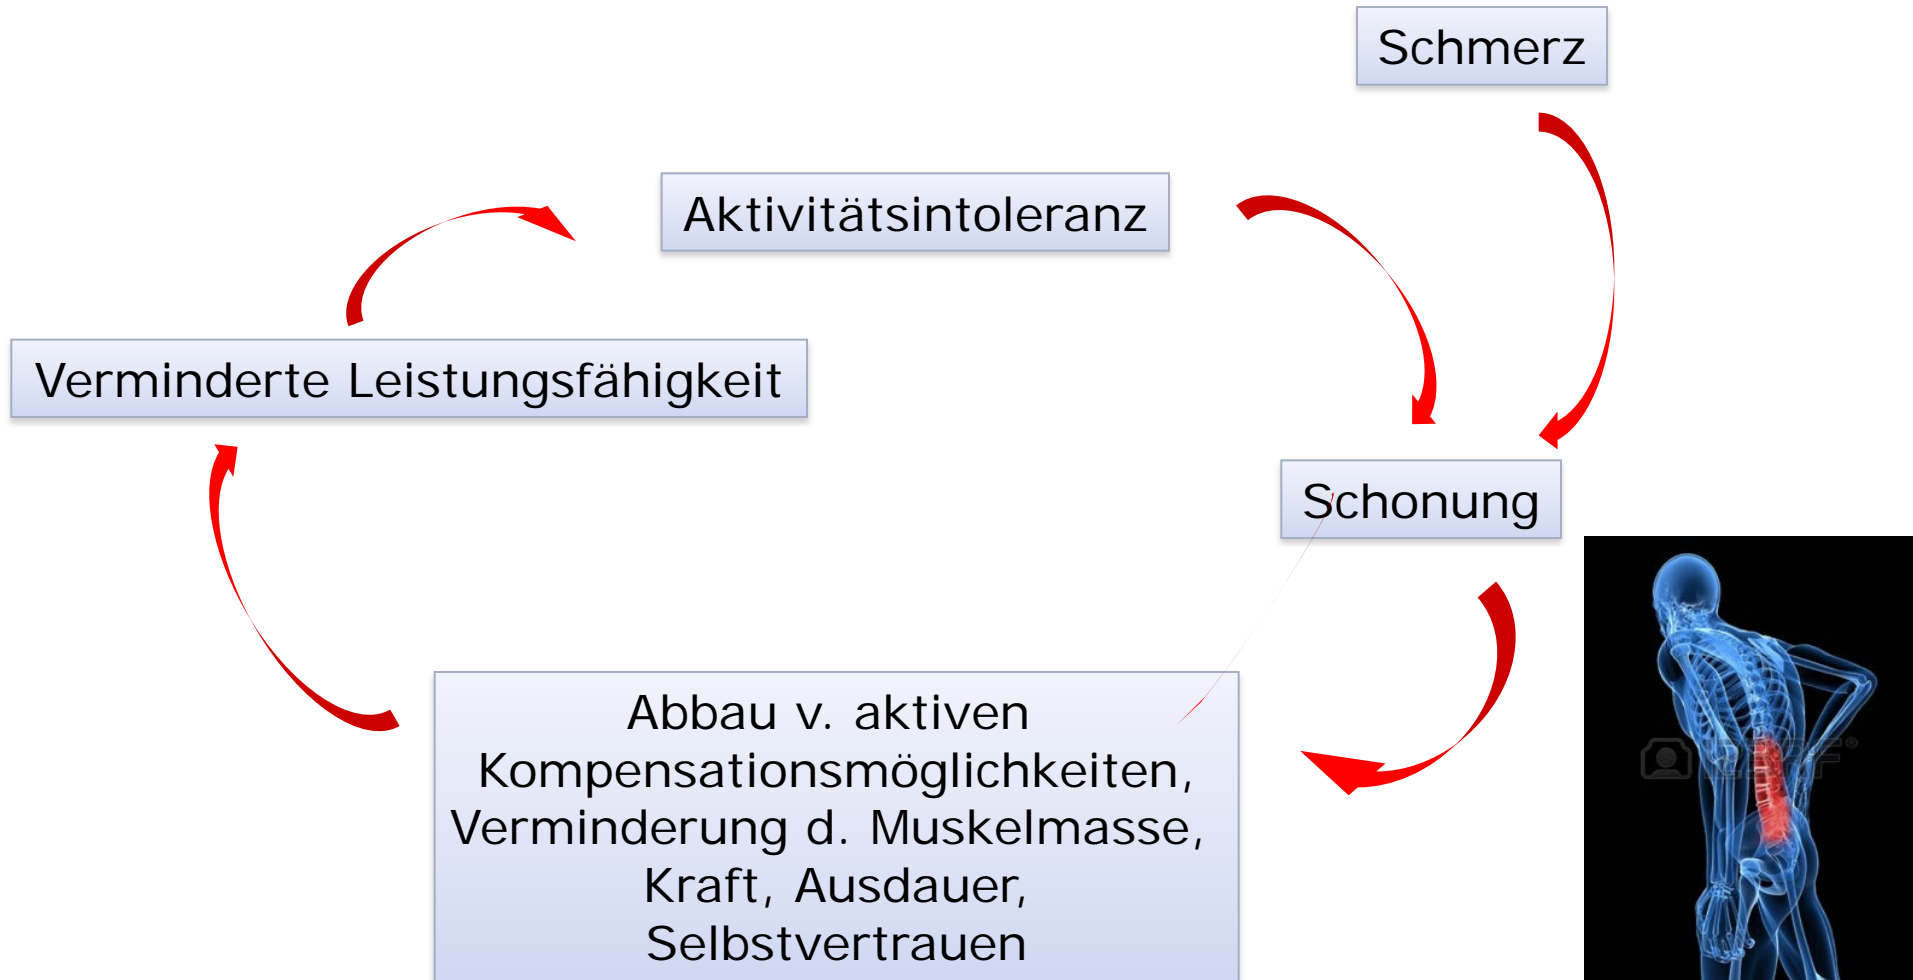 Schmerz
Aktivitätsintoleranz
Verminderte Leistungsfähigkeit
Schonung
Abbau v. aktiven
Kompensationsmöglichkeiten,
Verminderung d. Muskelmasse,
Kraft, Ausdauer,
Selbstvertrauen